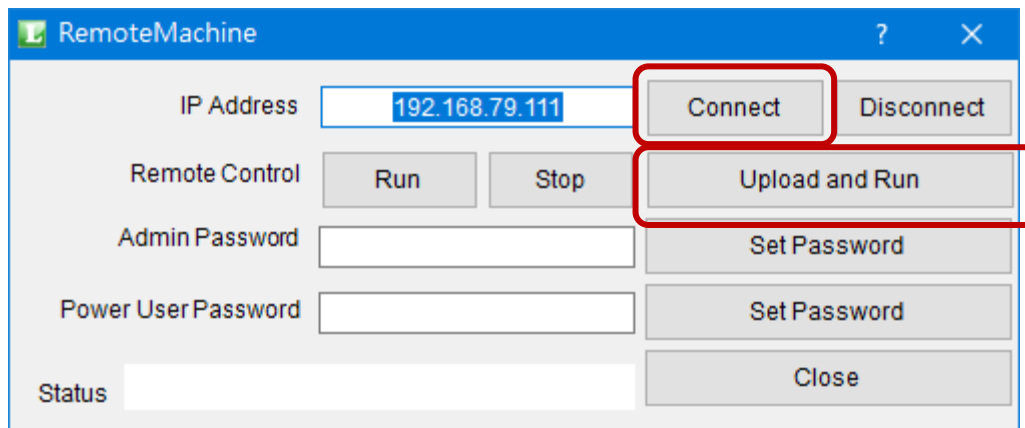 L RemoteMachine ? ×
IP Address 192.168.79.111 Connect Disconnect
Remote Control Run Stop Upload and Run
Admin Password Set Password
Power User Password Set Password
Close
Status